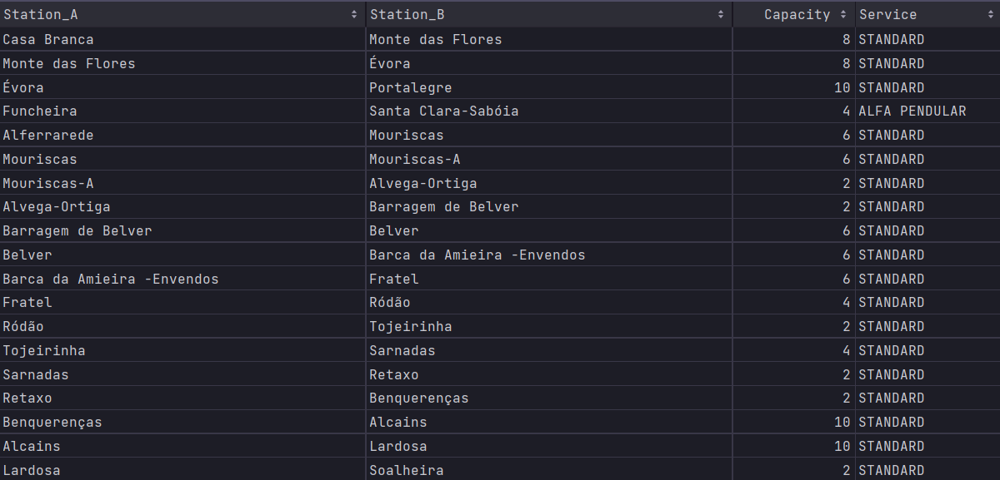 Station_A Station_B Capacity Service
Casa Branca Monte das Flores 8 STANDARD
Monte das Flores Évora 8 STANDARD
Évora Portalegre 10 STANDARD
Funcheira Santa Clara-Sabóia 4 ALFA PENDULAR
Alferrarede Mouriscas 6 STANDARD
Mouriscas Mouriscas-A 6 STANDARD
Mouriscas-A Alvega-Ortiga 2 STANDARD
Alvega-Ortiga Barragem de Belver 2 STANDARD
Barragem de Belver Belver 6 STANDARD
Belver Barca da Amieira -Envendos 6 STANDARD
Barca da Amieira -Envendos Fratel 6 STANDARD
Fratel Ródão 4 STANDARD
Ródão Tojeirinha 2 STANDARD
Tojeirinha Sarnadas 4 STANDARD
Sarnadas Retaxo 2 STANDARD
Retaxo Benquerenças 2 STANDARD
Benquerenças Alcains 10 STANDARD
Alcains Lardosa 10 STANDARD
Lardosa Soalheira 2 STANDARD